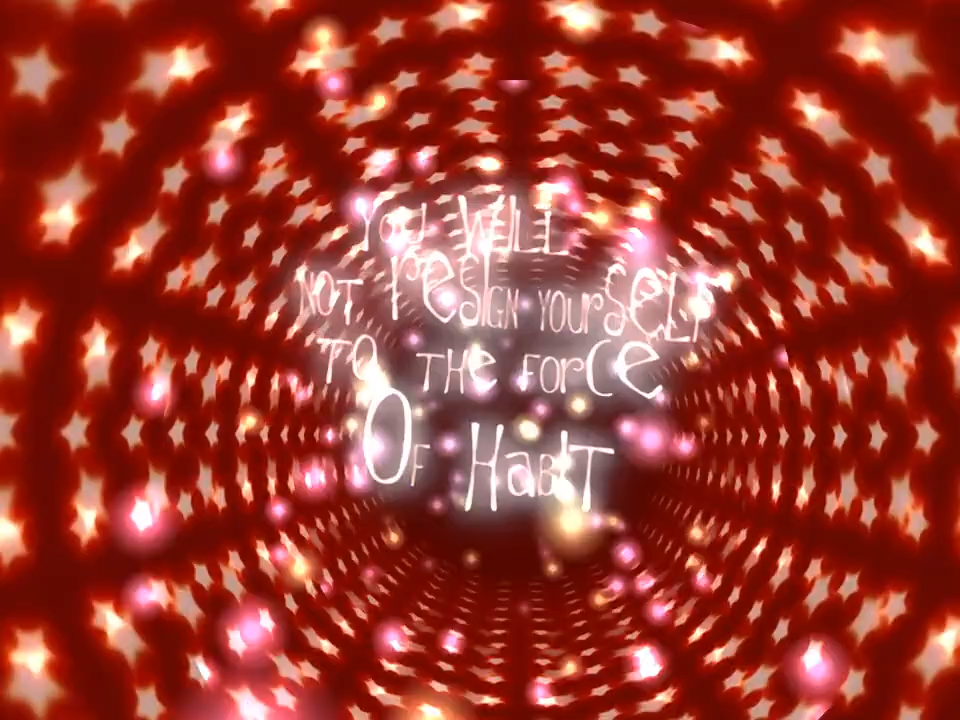 YOU WILL
NOT resIGN YOUrSeLF
TO THe FOrCe
OF HabIT